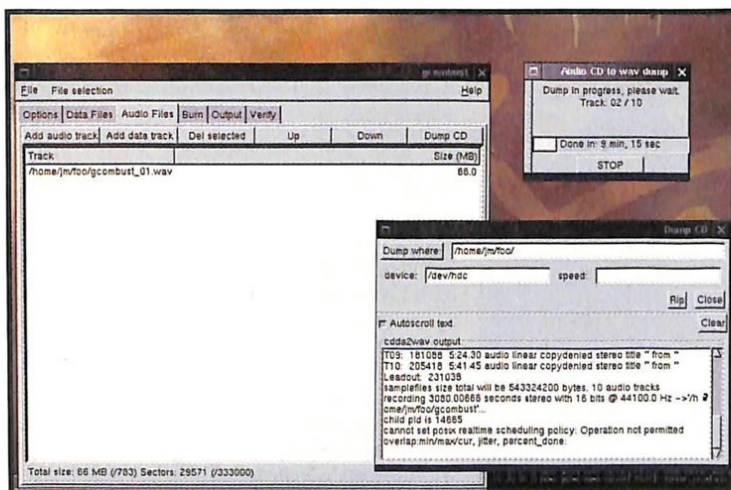 gcombust
File File selection Help
Options Data Files Audio Files Burn Output Verify
Add audio track Add data track Del selected Up Down Dump CD
Track Size (MB)
/home/jm/foo/gcombust_01.wav 66.0
Total size: 66 MB (/783) Sectors: 29571 (/333000)
Audio CD to wav dump
Dump in progress, please wait.
Track: 02 / 10
Done in: 9 min, 15 sec
STOP
Dump CD
Dump where: /home/jm/foo/
device: /dev/hdc speed:
Rip Close
Autoscroll text Clear
cdda2wav output
T09: 181088 5:24.30 audio linear copydenied stereo title '' from ''
T10: 205418 5:41.45 audio linear copydenied stereo title '' from ''
Leadout: 231038
samplefiles size total will be 543324200 bytes. 10 audio tracks
recording 3080.00666 seconds stereo with 16 bits @ 44100.0 Hz ->'/h
ome/jm/foo/gcombust'...
child pid is 14665
cannot set posix realtime scheduling policy: Operation not permitted
overlap:min/max/cur, jitter, percent_done: